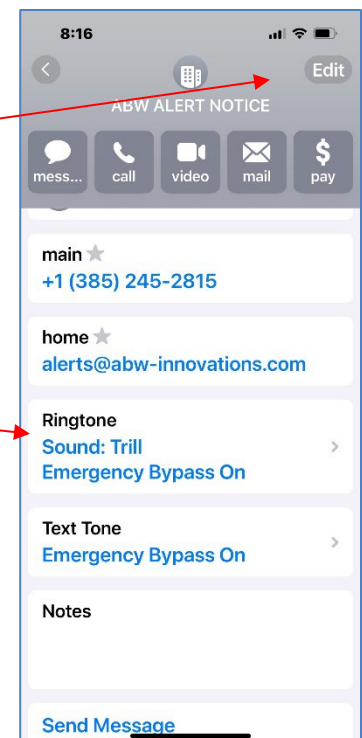 8:16
Edit
ABW ALERT NOTICE
mess... call video mail pay
main
+1 (385) 245-2815
home
alerts@abw-innovations.com
Ringtone
Sound: Trill
Emergency Bypass On
Text Tone
Emergency Bypass On
Notes
Send Message